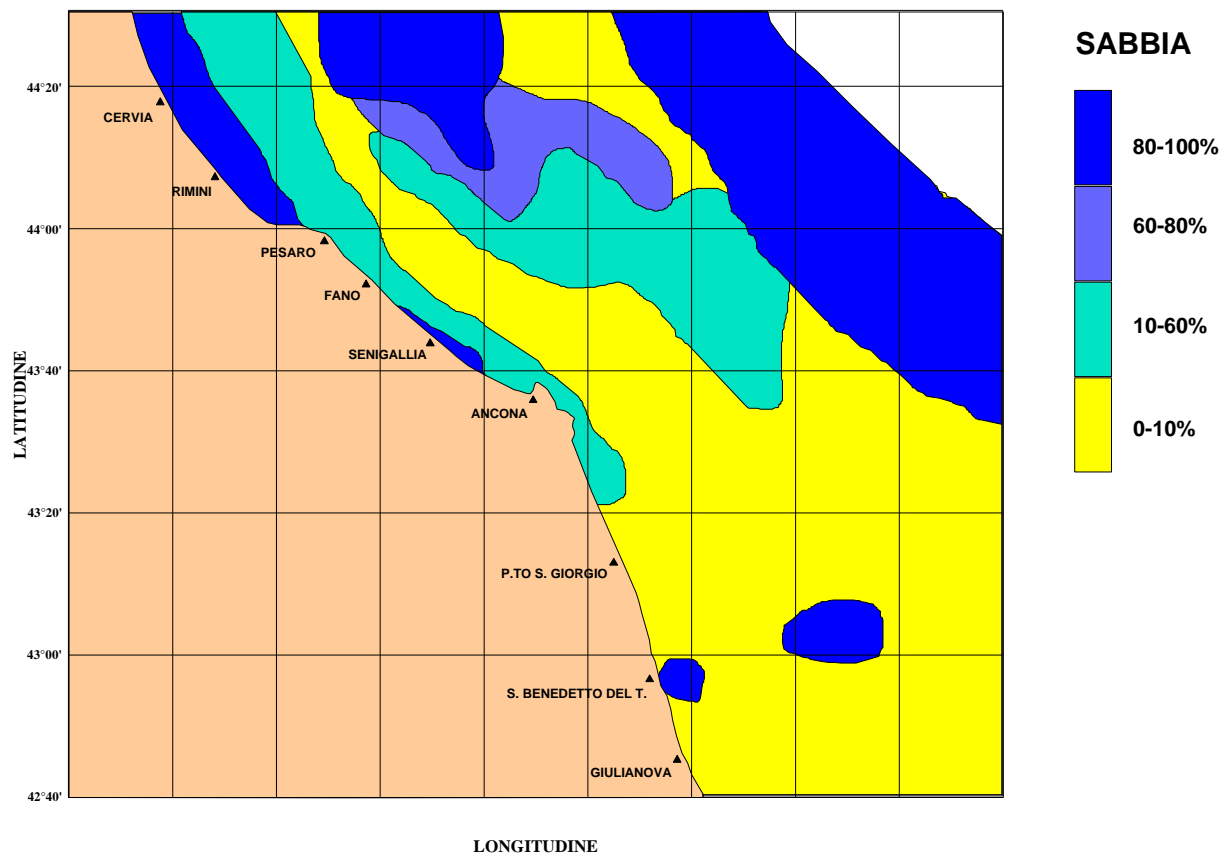 SABBIA
80-100%
60-80%
10-60%
0-10%
LATITUDINE
44°20'
44°00'
43°40'
43°20'
43°00'
42°40'
CERVIA
RIMINI
PESARO
FANO
SENIGALLIA
ANCONA
P.TO S. GIORGIO
S. BENEDETTO DEL T.
GIULIANOVA
LONGITUDINE